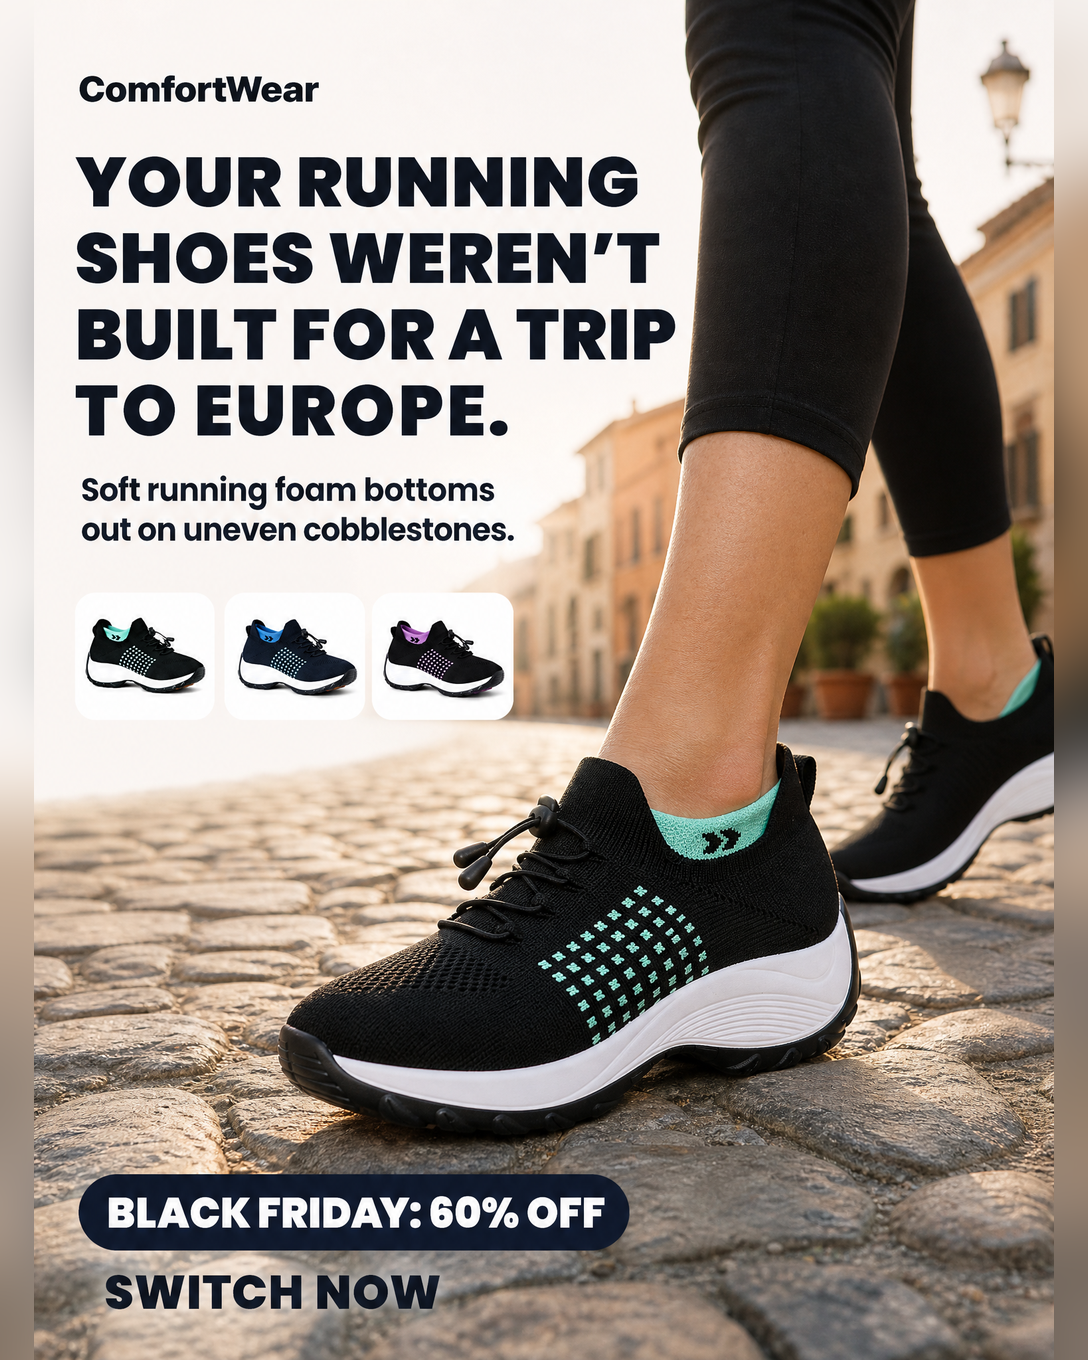 ComfortWear
YOUR RUNNING
SHOES WEREN’T
BUILT FOR A TRIP
TO EUROPE.
Soft running foam bottoms
out on uneven cobblestones.
BLACK FRIDAY: 60% OFF
SWITCH NOW